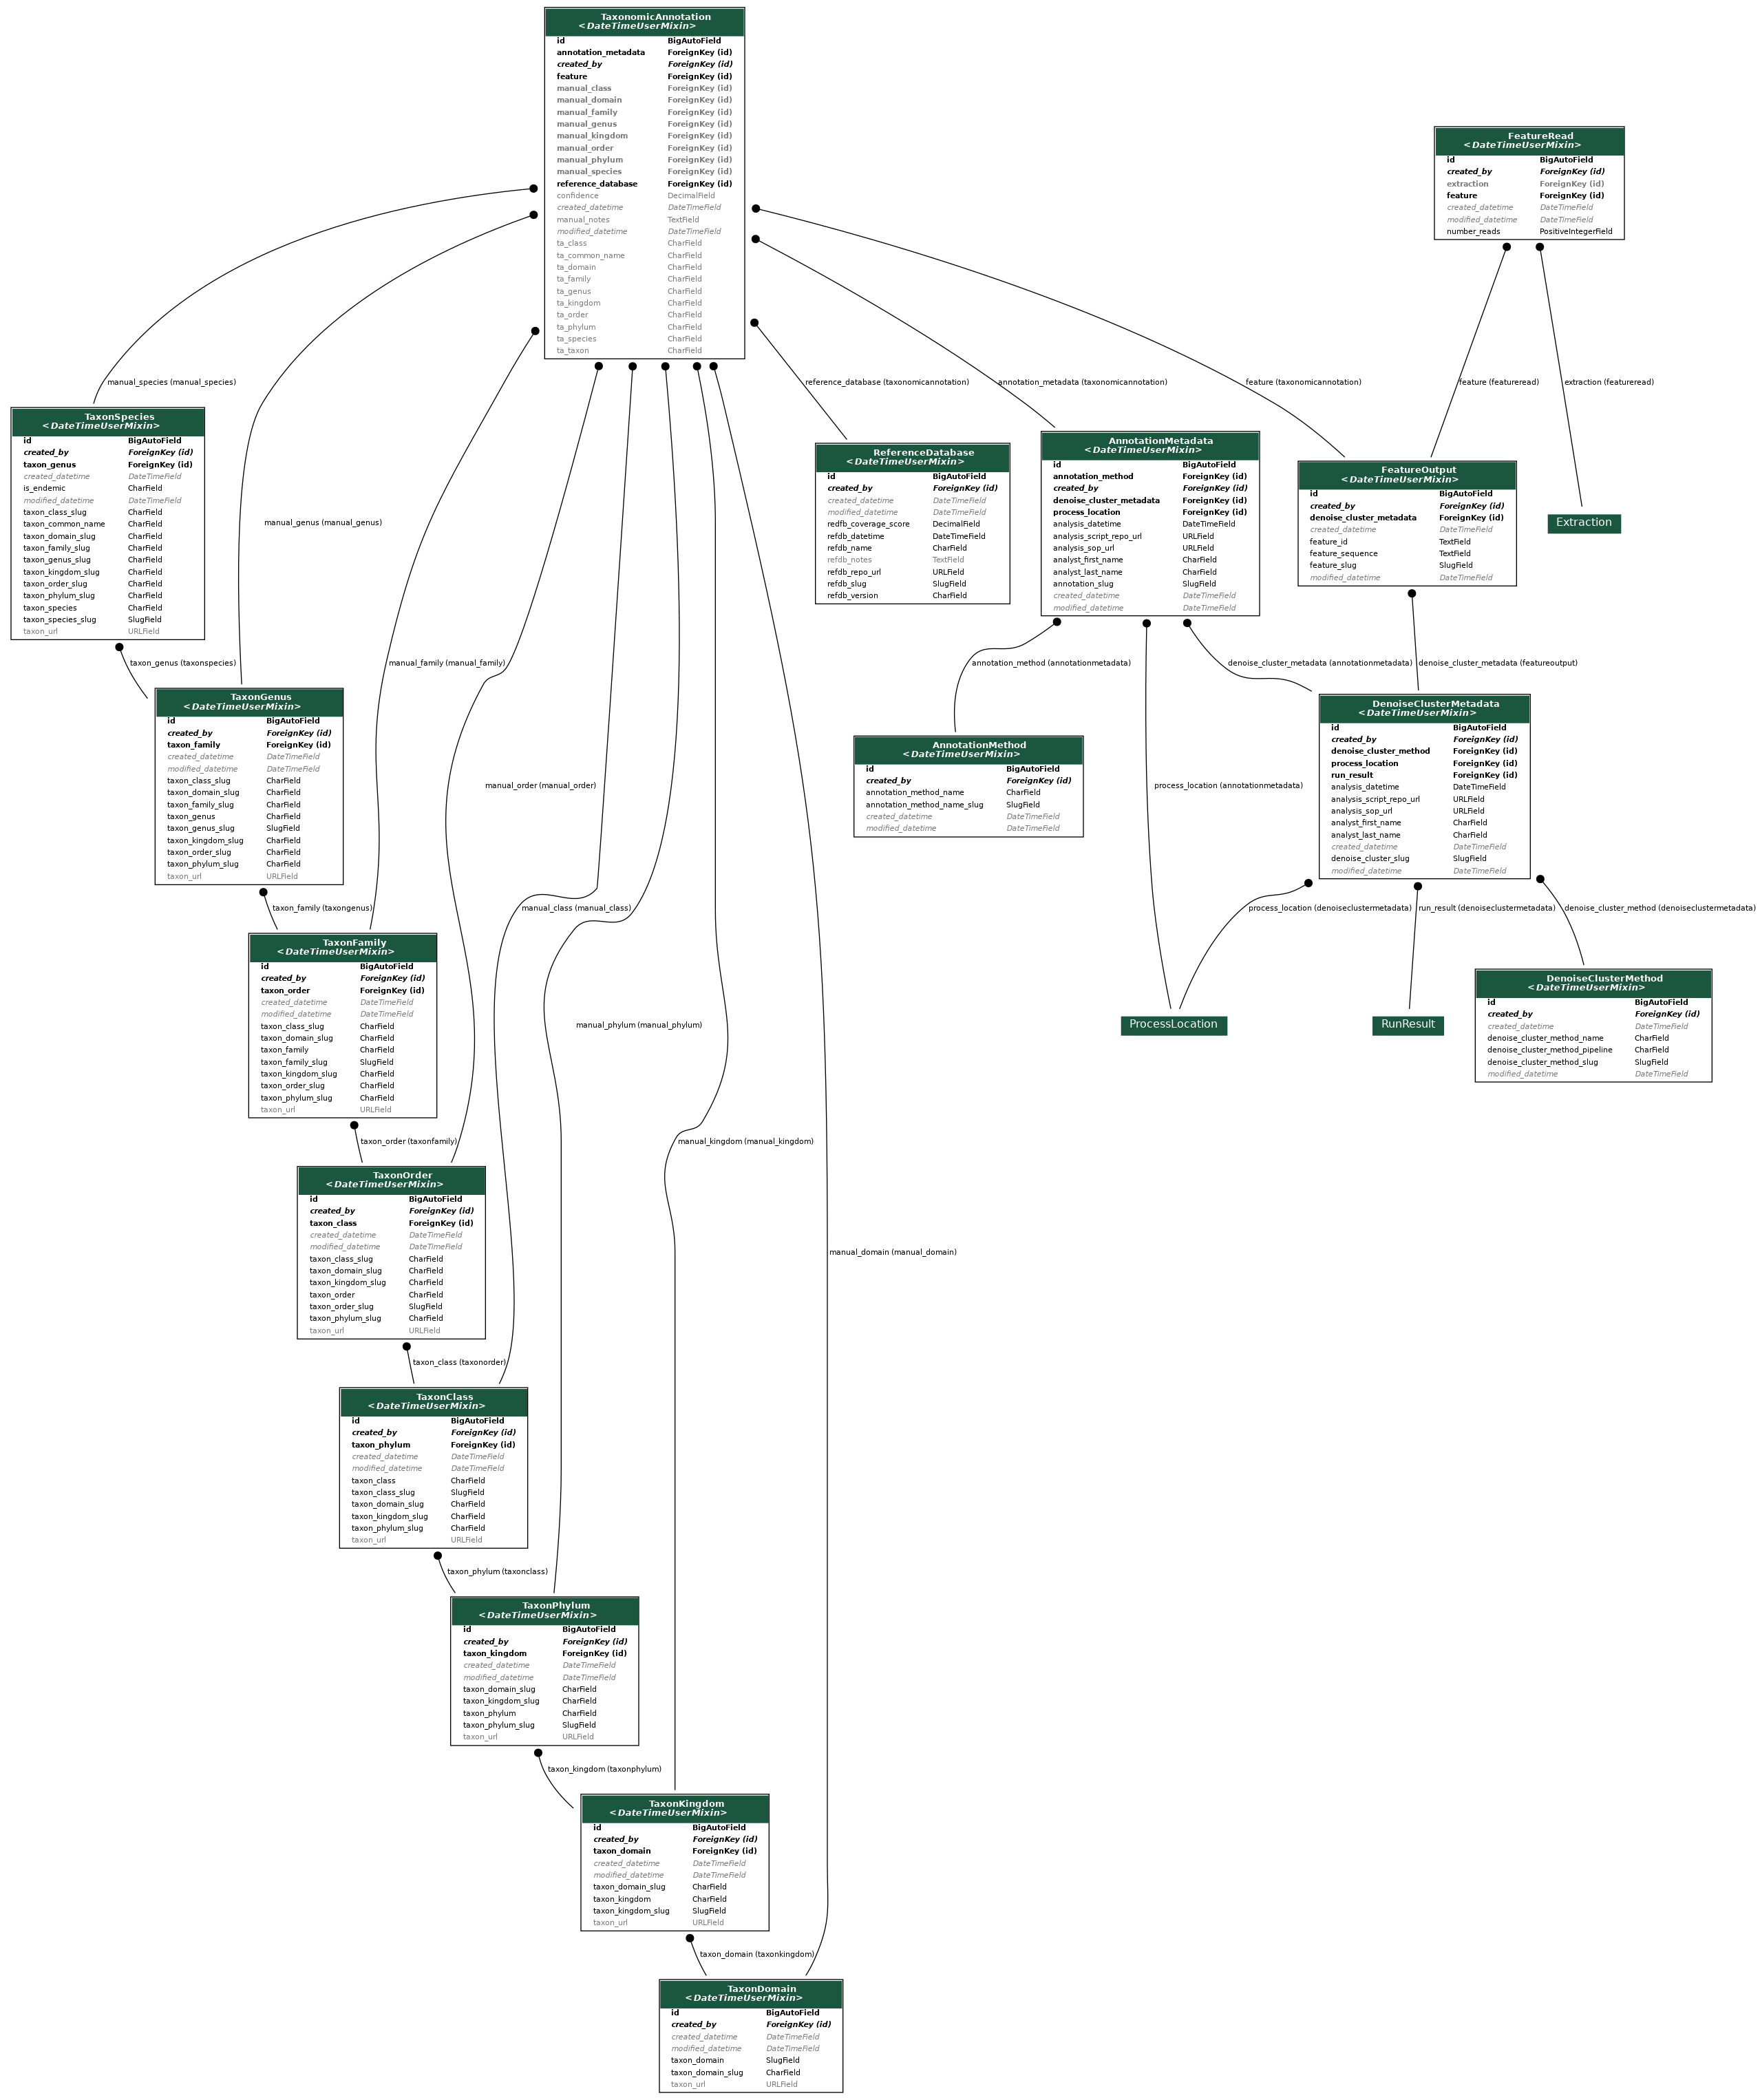 TaxonomicAnnotation
<DateTimeUserMixin>
id BigAutoField
annotation_metadata ForeignKey (id)
created_by ForeignKey (id)
feature ForeignKey (id)
manual_class ForeignKey (id)
manual_domain ForeignKey (id)
manual_family ForeignKey (id)
manual_genus ForeignKey (id)
manual_kingdom ForeignKey (id)
manual_order ForeignKey (id)
manual_phylum ForeignKey (id)
manual_species ForeignKey (id)
reference_database ForeignKey (id)
confidence DecimalField
created_datetime DateTimeField
manual_notes TextField
modified_datetime DateTimeField
ta_class CharField
ta_common_name CharField
ta_domain CharField
ta_family CharField
ta_genus CharField
ta_kingdom CharField
ta_order CharField
ta_phylum CharField
ta_species CharField
ta_taxon CharField
FeatureRead
<DateTimeUserMixin>
id BigAutoField
created_by ForeignKey (id)
extraction ForeignKey (id)
feature ForeignKey (id)
created_datetime DateTimeField
modified_datetime DateTimeField
number_reads PositiveIntegerField
manual_species (manual_species)
reference_database (taxonomicannotation)
annotation_metadata (taxonomicannotation)
feature (taxonomicannotation)
feature (featureread)
extraction (featureread)
TaxonSpecies
<DateTimeUserMixin>
id BigAutoField
created_by ForeignKey (id)
taxon_genus ForeignKey (id)
created_datetime DateTimeField
is_endemic CharField
modified_datetime DateTimeField
taxon_class_slug CharField
taxon_common_name CharField
taxon_domain_slug CharField
taxon_family_slug CharField
taxon_genus_slug CharField
taxon_kingdom_slug CharField
taxon_order_slug CharField
taxon_phylum_slug CharField
taxon_species CharField
taxon_species_slug SlugField
taxon_url URLField
manual_genus (manual_genus)
ReferenceDatabase
<DateTimeUserMixin>
id BigAutoField
created_by ForeignKey (id)
created_datetime DateTimeField
modified_datetime DateTimeField
redfb_coverage_score DecimalField
refdb_datetime DateTimeField
refdb_name CharField
refdb_notes TextField
refdb_repo_url URLField
refdb_slug SlugField
refdb_version CharField
AnnotationMetadata
<DateTimeUserMixin>
id BigAutoField
annotation_method ForeignKey (id)
created_by ForeignKey (id)
denoise_cluster_metadata ForeignKey (id)
process_location ForeignKey (id)
analysis_datetime DateTimeField
analysis_script_repo_url URLField
analysis_sop_url URLField
analyst_first_name CharField
analyst_last_name CharField
annotation_slug SlugField
created_datetime DateTimeField
modified_datetime DateTimeField
FeatureOutput
<DateTimeUserMixin>
id BigAutoField
created_by ForeignKey (id)
denoise_cluster_metadata ForeignKey (id)
created_datetime DateTimeField
feature_id TextField
feature_sequence TextField
feature_slug SlugField
modified_datetime DateTimeField
Extraction
taxon_genus (taxonspecies)
manual_family (manual_family)
annotation_method (annotationmetadata)
denoise_cluster_metadata (annotationmetadata)
denoise_cluster_metadata (featureoutput)
TaxonGenus
<DateTimeUserMixin>
id BigAutoField
created_by ForeignKey (id)
taxon_family ForeignKey (id)
created_datetime DateTimeField
modified_datetime DateTimeField
taxon_class_slug CharField
taxon_domain_slug CharField
taxon_family_slug CharField
taxon_genus CharField
taxon_genus_slug SlugField
taxon_kingdom_slug CharField
taxon_order_slug CharField
taxon_phylum_slug CharField
taxon_url URLField
manual_order (manual_order)
AnnotationMethod
<DateTimeUserMixin>
id BigAutoField
created_by ForeignKey (id)
annotation_method_name CharField
annotation_method_name_slug SlugField
created_datetime DateTimeField
modified_datetime DateTimeField
process_location (annotationmetadata)
DenoiseClusterMetadata
<DateTimeUserMixin>
id BigAutoField
created_by ForeignKey (id)
denoise_cluster_method ForeignKey (id)
process_location ForeignKey (id)
run_result ForeignKey (id)
analysis_datetime DateTimeField
analysis_script_repo_url URLField
analysis_sop_url URLField
analyst_first_name CharField
analyst_last_name CharField
created_datetime DateTimeField
denoise_cluster_slug SlugField
modified_datetime DateTimeField
taxon_family (taxongenus)
manual_class (manual_class)
process_location (denoiseclustermetadata)
run_result (denoiseclustermetadata)
denoise_cluster_method (denoiseclustermetadata)
TaxonFamily
<DateTimeUserMixin>
id BigAutoField
created_by ForeignKey (id)
taxon_order ForeignKey (id)
created_datetime DateTimeField
modified_datetime DateTimeField
taxon_class_slug CharField
taxon_domain_slug CharField
taxon_family CharField
taxon_family_slug SlugField
taxon_kingdom_slug CharField
taxon_order_slug CharField
taxon_phylum_slug CharField
taxon_url URLField
manual_phylum (manual_phylum)
ProcessLocation
RunResult
DenoiseClusterMethod
<DateTimeUserMixin>
id BigAutoField
created_by ForeignKey (id)
created_datetime DateTimeField
denoise_cluster_method_name CharField
denoise_cluster_method_pipeline CharField
denoise_cluster_method_slug SlugField
modified_datetime DateTimeField
taxon_order (taxonfamily)
manual_kingdom (manual_kingdom)
TaxonOrder
<DateTimeUserMixin>
id BigAutoField
created_by ForeignKey (id)
taxon_class ForeignKey (id)
created_datetime DateTimeField
modified_datetime DateTimeField
taxon_class_slug CharField
taxon_domain_slug CharField
taxon_kingdom_slug CharField
taxon_order CharField
taxon_order_slug SlugField
taxon_phylum_slug CharField
taxon_url URLField
manual_domain (manual_domain)
taxon_class (taxonorder)
TaxonClass
<DateTimeUserMixin>
id BigAutoField
created_by ForeignKey (id)
taxon_phylum ForeignKey (id)
created_datetime DateTimeField
modified_datetime DateTimeField
taxon_class CharField
taxon_class_slug SlugField
taxon_domain_slug CharField
taxon_kingdom_slug CharField
taxon_phylum_slug CharField
taxon_url URLField
taxon_phylum (taxonclass)
TaxonPhylum
<DateTimeUserMixin>
id BigAutoField
created_by ForeignKey (id)
taxon_kingdom ForeignKey (id)
created_datetime DateTimeField
modified_datetime DateTimeField
taxon_domain_slug CharField
taxon_kingdom_slug CharField
taxon_phylum CharField
taxon_phylum_slug SlugField
taxon_url URLField
taxon_kingdom (taxonphylum)
TaxonKingdom
<DateTimeUserMixin>
id BigAutoField
created_by ForeignKey (id)
taxon_domain ForeignKey (id)
created_datetime DateTimeField
modified_datetime DateTimeField
taxon_domain_slug CharField
taxon_kingdom CharField
taxon_kingdom_slug SlugField
taxon_url URLField
taxon_domain (taxonkingdom)
TaxonDomain
<DateTimeUserMixin>
id BigAutoField
created_by ForeignKey (id)
created_datetime DateTimeField
modified_datetime DateTimeField
taxon_domain SlugField
taxon_domain_slug CharField
taxon_url URLField